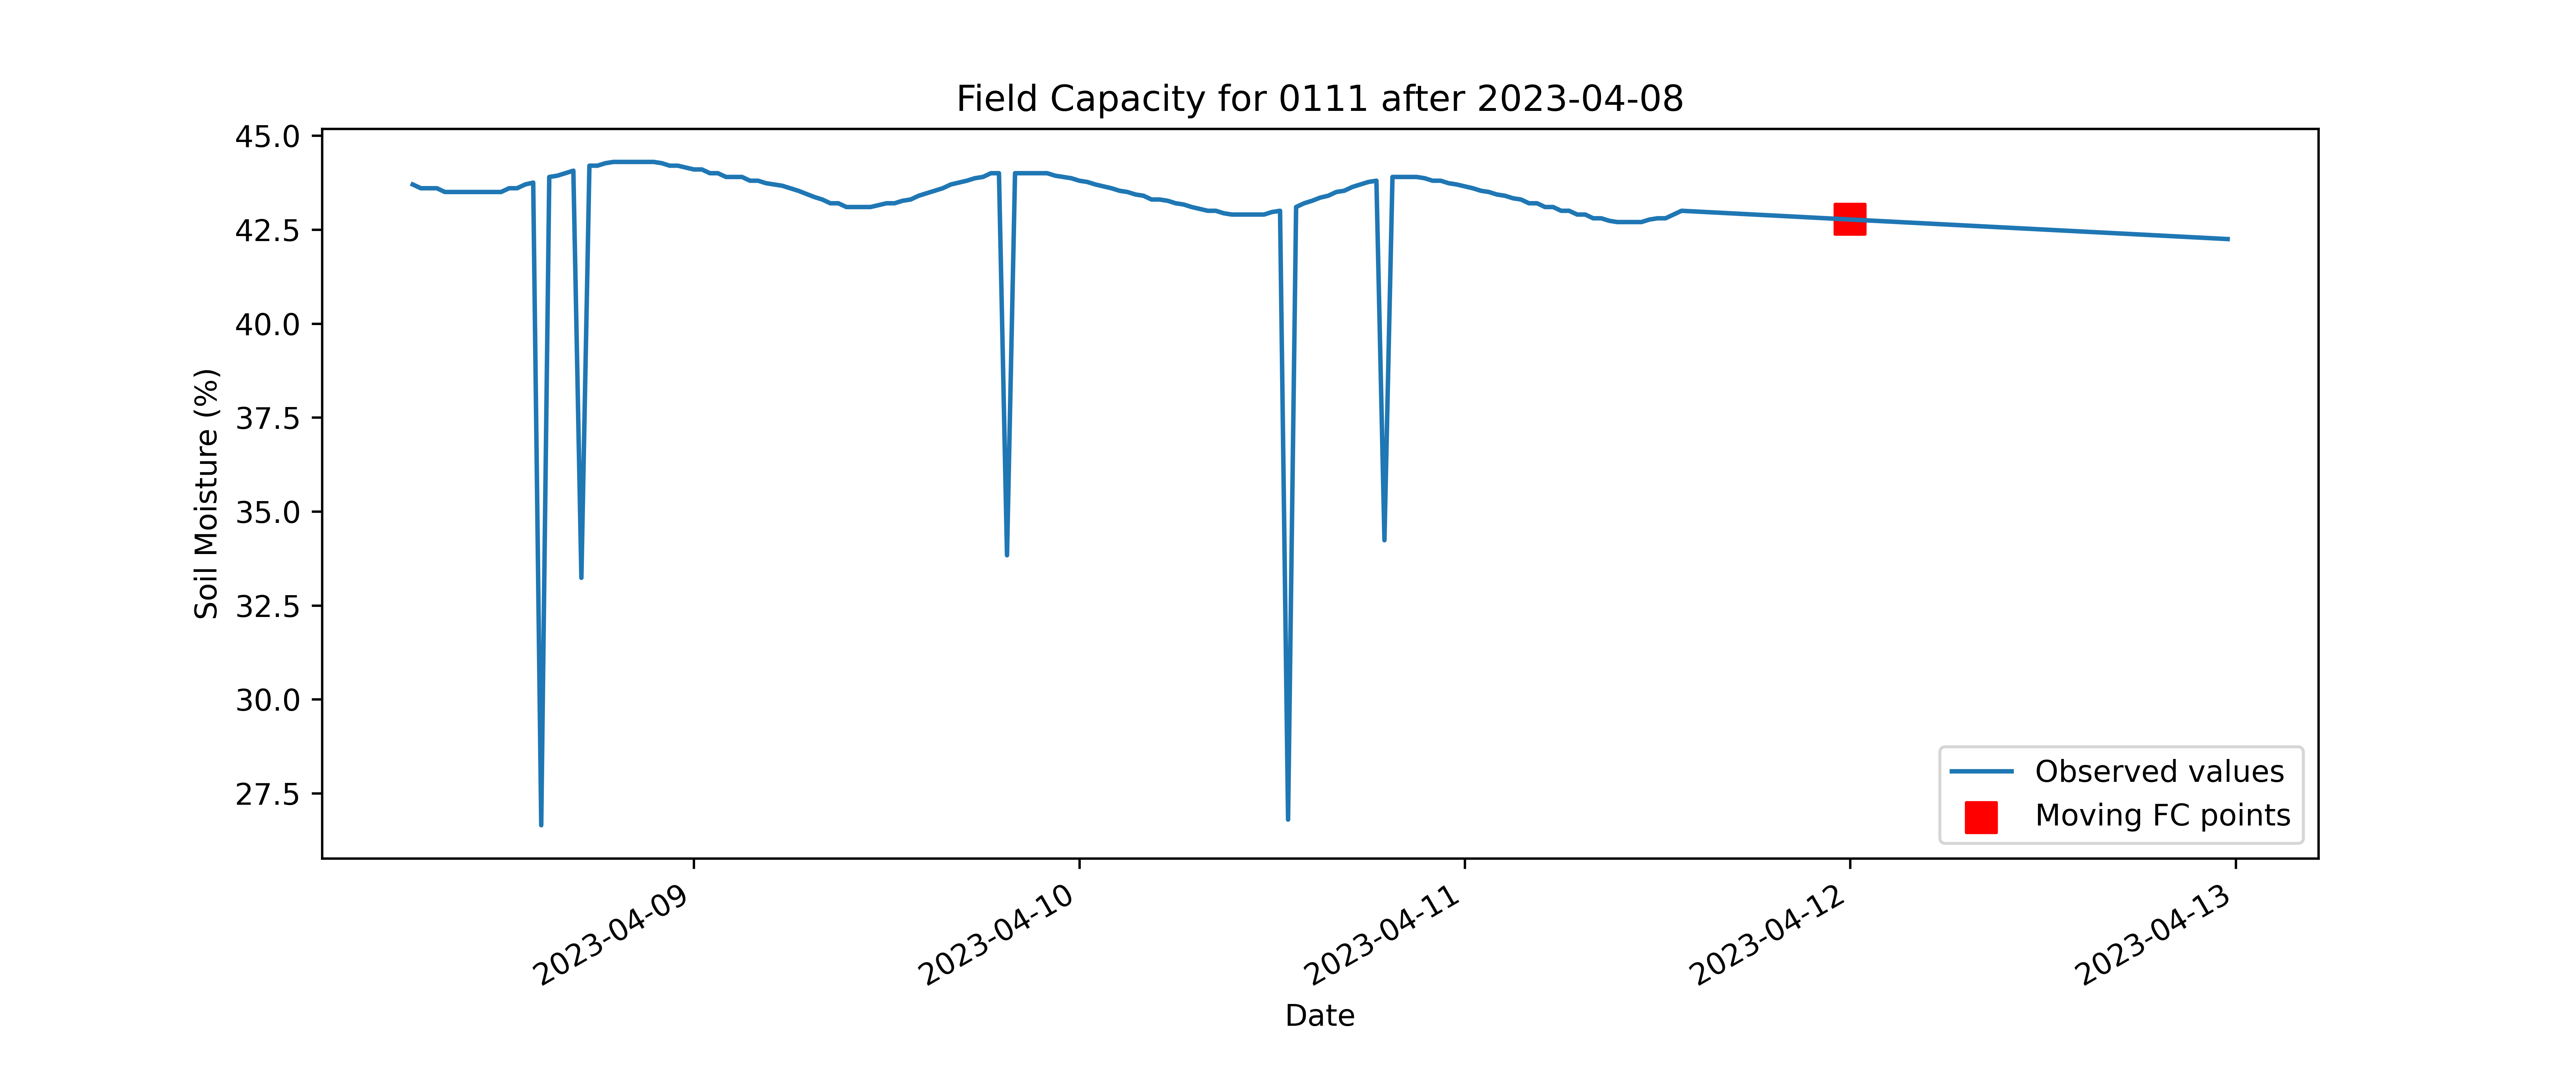 Field Capacity for 0111 after 2023-04-08
45.0
42.5
40.0
37.5
35.0
32.5
30.0
27.5
Soil Moisture (%)
Observed values
Moving FC points
2023-04-09
2023-04-10
2023-04-11
2023-04-12
2023-04-13
Date